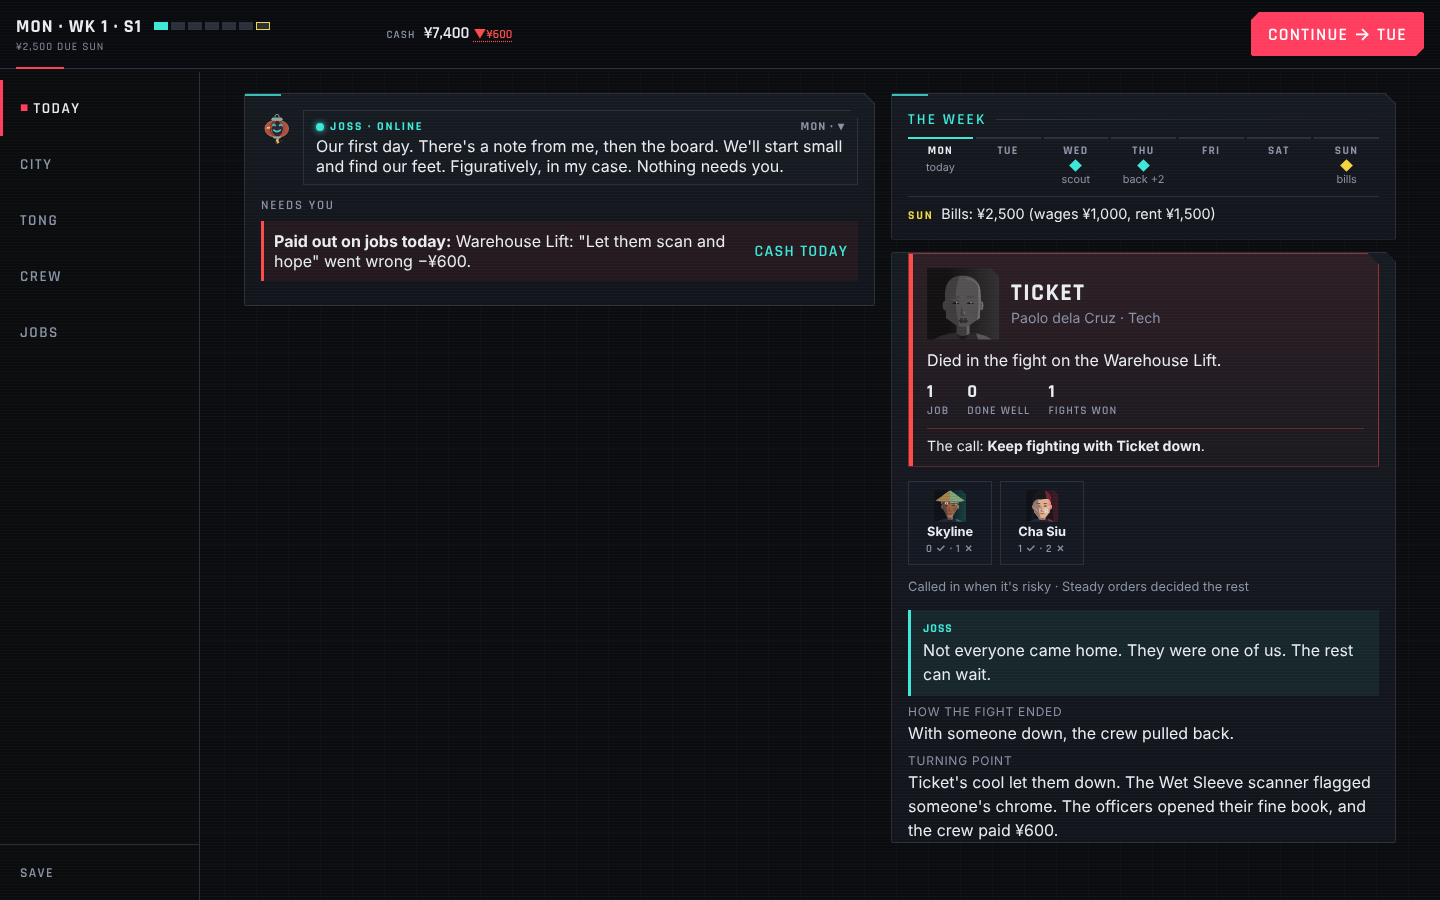 MON · WK 1 · S1
¥2,500 DUE SUN
CASH ¥7,400 ▼¥600
CONTINUE → TUE
TODAY
CITY
TONG
CREW
JOBS
SAVE
JOSS · ONLINE
MON · ▼
Our first day. There's a note from me, then the board. We'll start small
and find our feet. Figuratively, in my case. Nothing needs you.
NEEDS YOU
Paid out on jobs today: Warehouse Lift: "Let them scan and
hope" went wrong −¥600.
CASH TODAY
THE WEEK
MON TUE WED THU FRI SAT SUN
today scout back +2 bills
SUN Bills: ¥2,500 (wages ¥1,000, rent ¥1,500)
TICKET
Paolo dela Cruz · Tech
Died in the fight on the Warehouse Lift.
1 0 1
JOB DONE WELL FIGHTS WON
The call: Keep fighting with Ticket down.
Skyline Cha Siu
0 ✓ · 1 × 1 ✓ · 2 ×
Called in when it's risky · Steady orders decided the rest
JOSS
Not everyone came home. They were one of us. The rest
can wait.
HOW THE FIGHT ENDED
With someone down, the crew pulled back.
TURNING POINT
Ticket's cool let them down. The Wet Sleeve scanner flagged
someone's chrome. The officers opened their fine book, and
the crew paid ¥600.